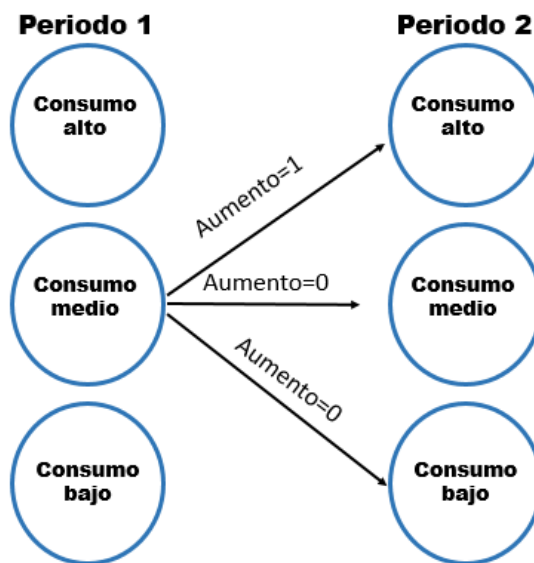 Periodo 1
Periodo 2
Consumo
alto
Consumo
alto
Aumento=1
Consumo
medio
Aumento=0
Consumo
medio
Aumento=0
Consumo
bajo
Consumo
bajo